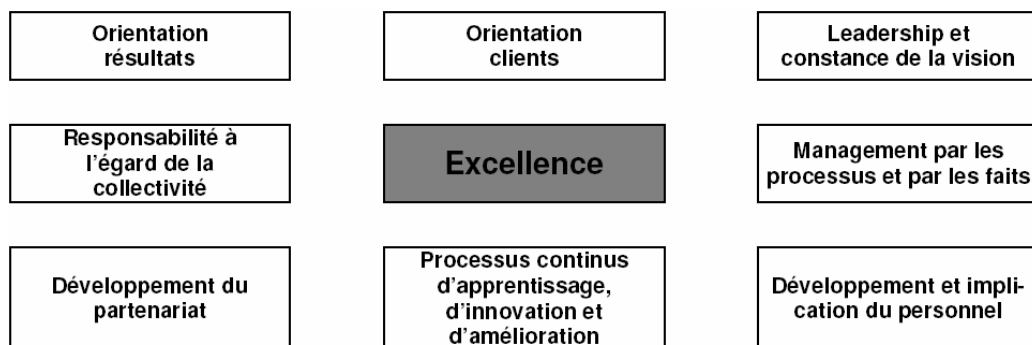 Orientation
résultats
Orientation
clients
Leadership et
constance de la vision
Responsabilité à
l'égard de la
collectivité
Excellence
Management par les
processus et par les faits
Développement du
partenariat
Processus continus
d'apprentissage,
d'innovation et
d'amélioration
Développement et impli-
cation du personnel